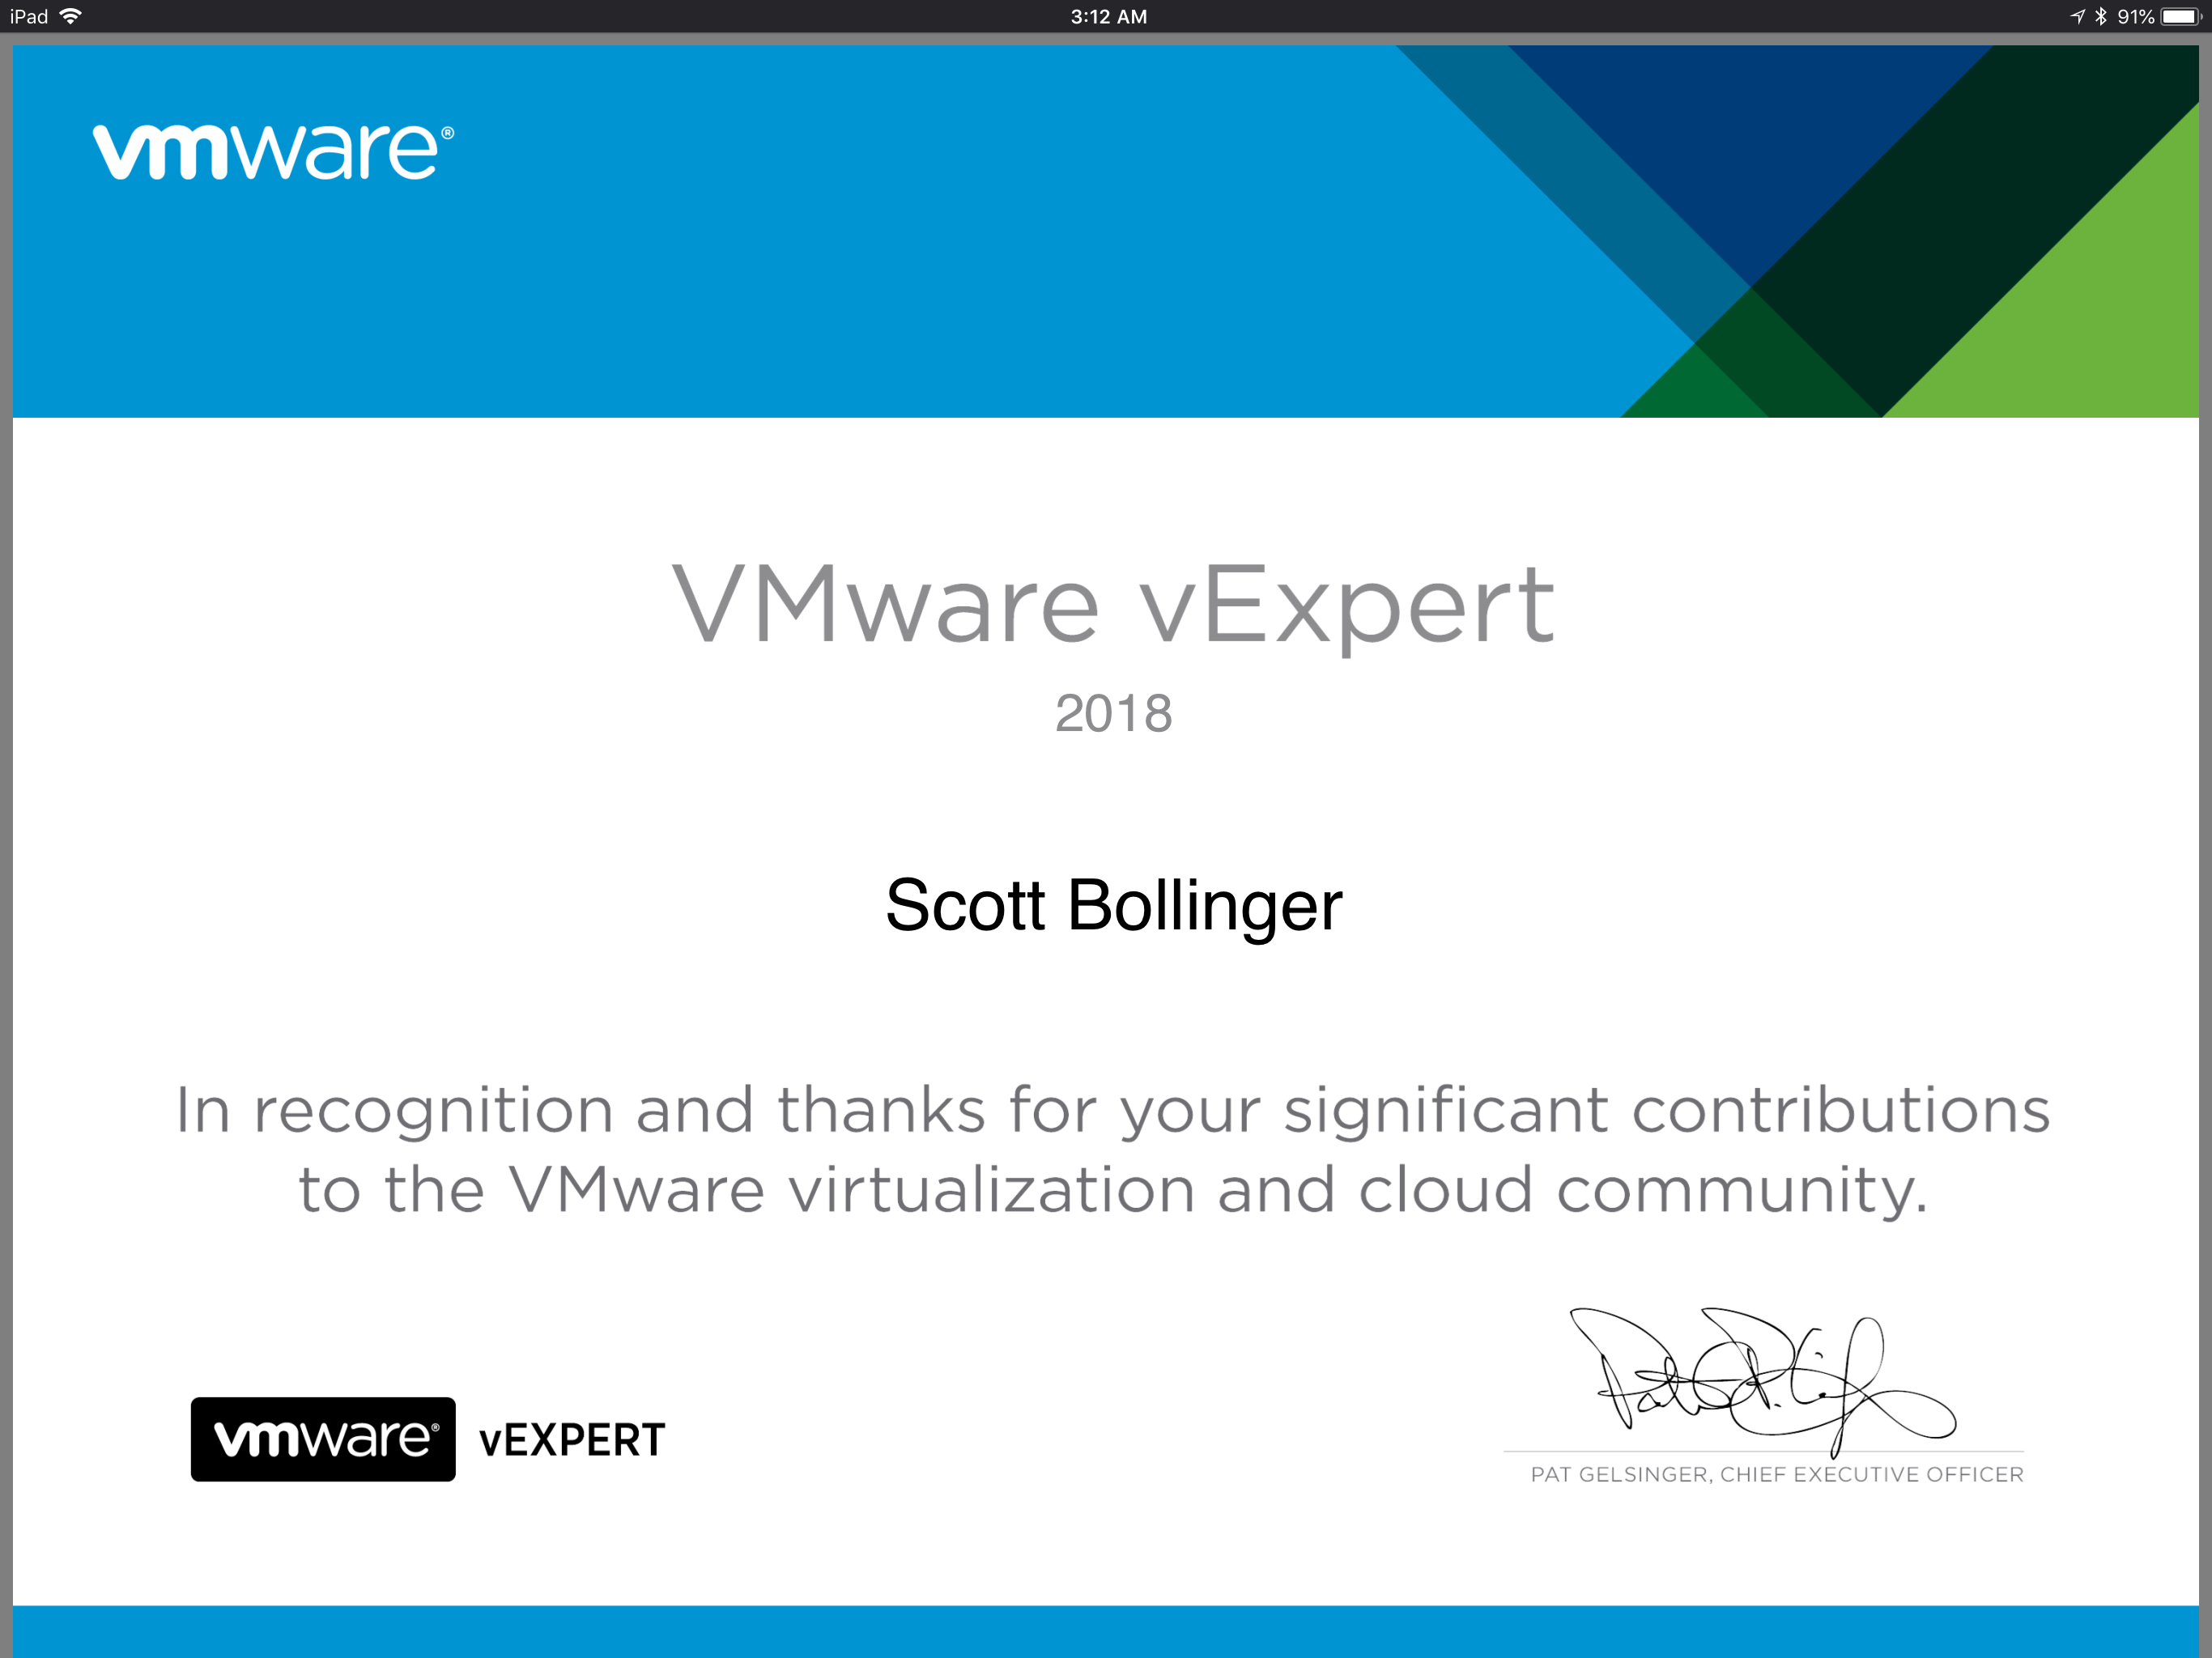 iPad 3:12 AM 91%
vmware®
VMware vExpert
2018
Scott Bollinger
In recognition and thanks for your significant contributions
to the VMware virtualization and cloud community.
vmware® vEXPERT
PAT GELSINGER, CHIEF EXECUTIVE OFFICER